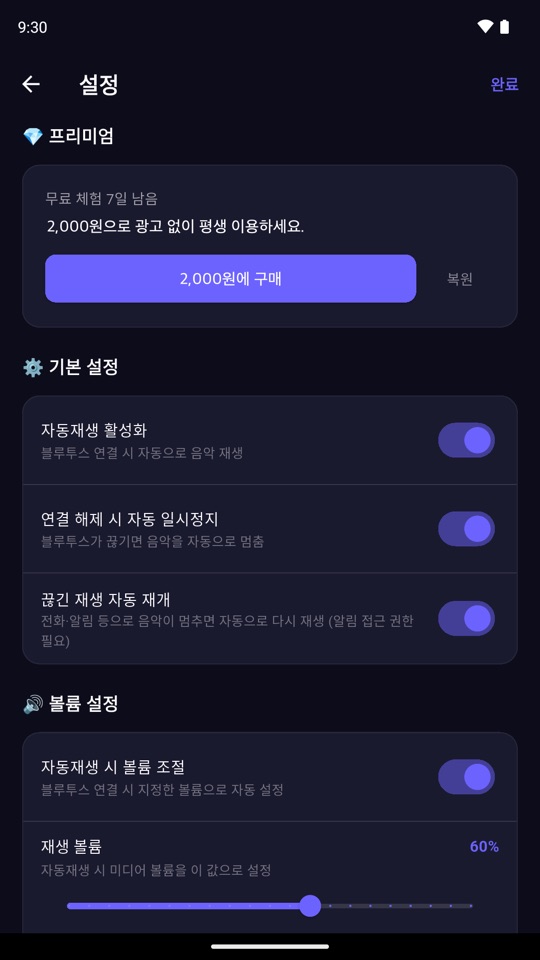 9:30
설정
완료
💎 프리미엄
무료 체험 7일 남음
2,000원으로 광고 없이 평생 이용하세요.
2,000원에 구매
복원
⚙️ 기본 설정
자동재생 활성화
블루투스 연결 시 자동으로 음악 재생
연결 해제 시 자동 일시정지
블루투스가 끊기면 음악을 자동으로 멈춤
끊긴 재생 자동 재개
전화·알림 등으로 음악이 멈추면 자동으로 다시 재생 (알림 접근 권한
필요)
🔊 볼륨 설정
자동재생 시 볼륨 조절
블루투스 연결 시 지정한 볼륨으로 자동 설정
재생 볼륨
60%
자동재생 시 미디어 볼륨을 이 값으로 설정